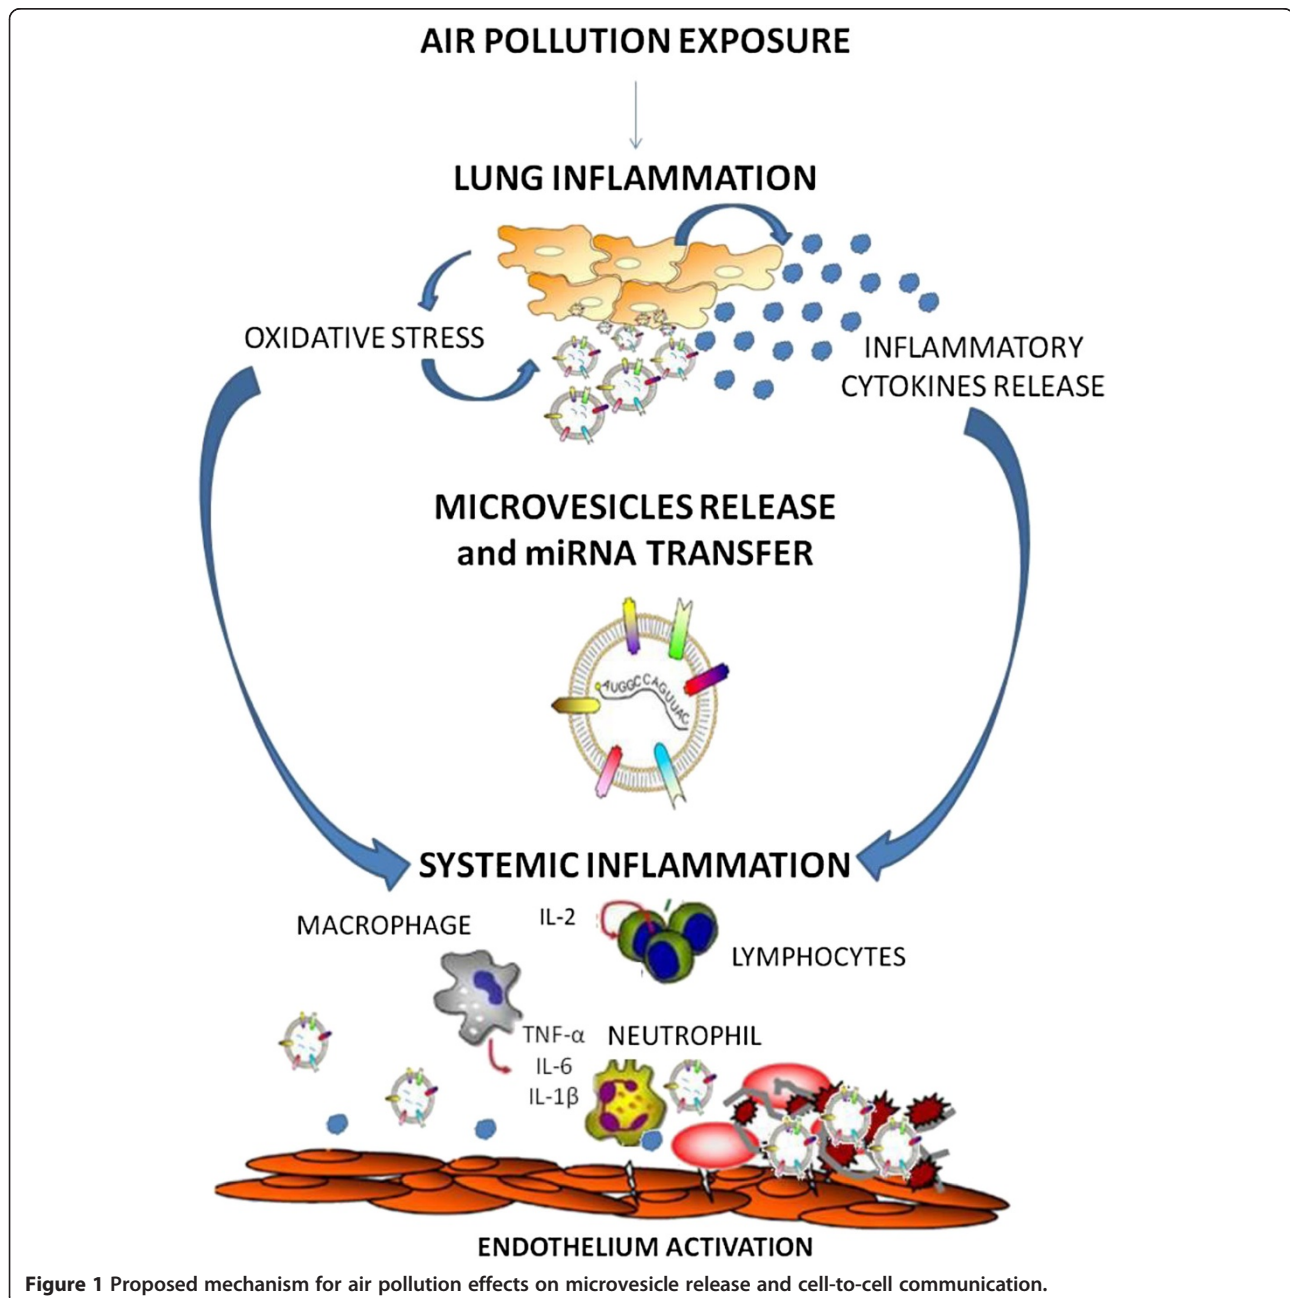 AIR POLLUTION EXPOSURE
LUNG INFLAMMATION
OXIDATIVE STRESS
INFLAMMATORY
CYTOKINES RELEASE
MICROVESICLES RELEASE
and miRNA TRANSFER
AUGGCCAGUUAC
SYSTEMIC INFLAMMATION
MACROPHAGE
IL-2
LYMPHOCYTES
TNF-α
NEUTROPHIL
IL-6
IL-1β
ENDOTHELIUM ACTIVATION
Figure 1 Proposed mechanism for air pollution effects on microvesicle release and cell-to-cell communication.